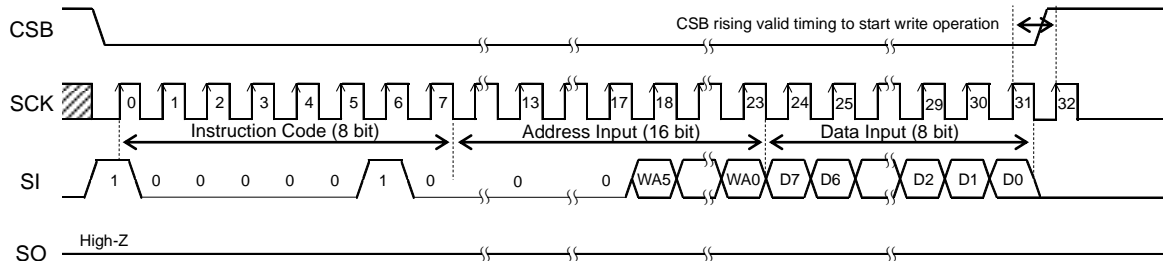 CSB
CSB rising valid timing to start write operation
SCK
0 1 2 3 4 5 6 7 13 17 18 23 24 25 29 30 31 32
Instruction Code (8 bit) Address Input (16 bit) Data Input (8 bit)
SI
1 0 0 0 0 0 1 0 0 0 WA5 WA0 D7 D6 D2 D1 D0
High-Z
SO